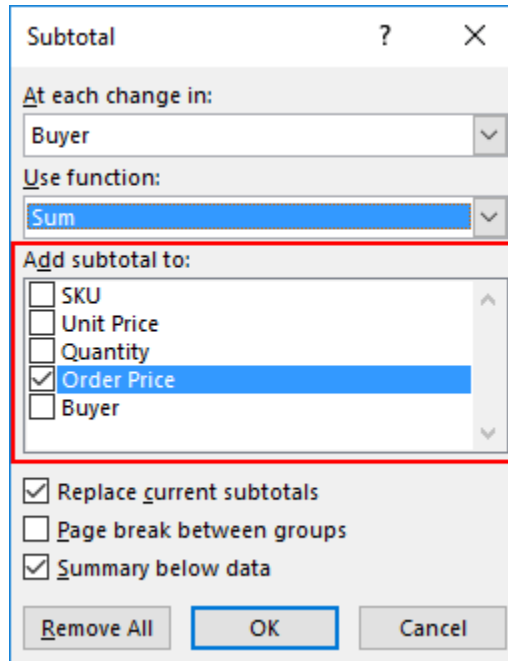 Subtotal ?
At each change in:
Buyer
Use function:
Sum
Add subtotal to:
SKU
Unit Price
Quantity
Order Price
Buyer
Replace current subtotals
Page break between groups
Summary below data
Remove All OK Cancel